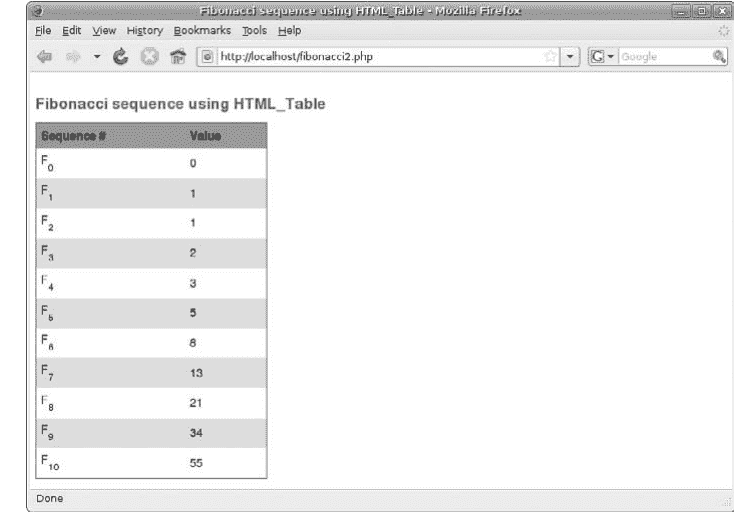 Fibonacci sequence using HTML_Table - Mozilla Firefox
File Edit View History Bookmarks Tools Help
http://localhost/fibonacci2.php
G Google
Fibonacci sequence using HTML_Table
Sequence # Value
F0 0
F1 1
F2 1
F3 2
F4 3
F5 5
F6 8
F7 13
F8 21
F9 34
F10 55
Done